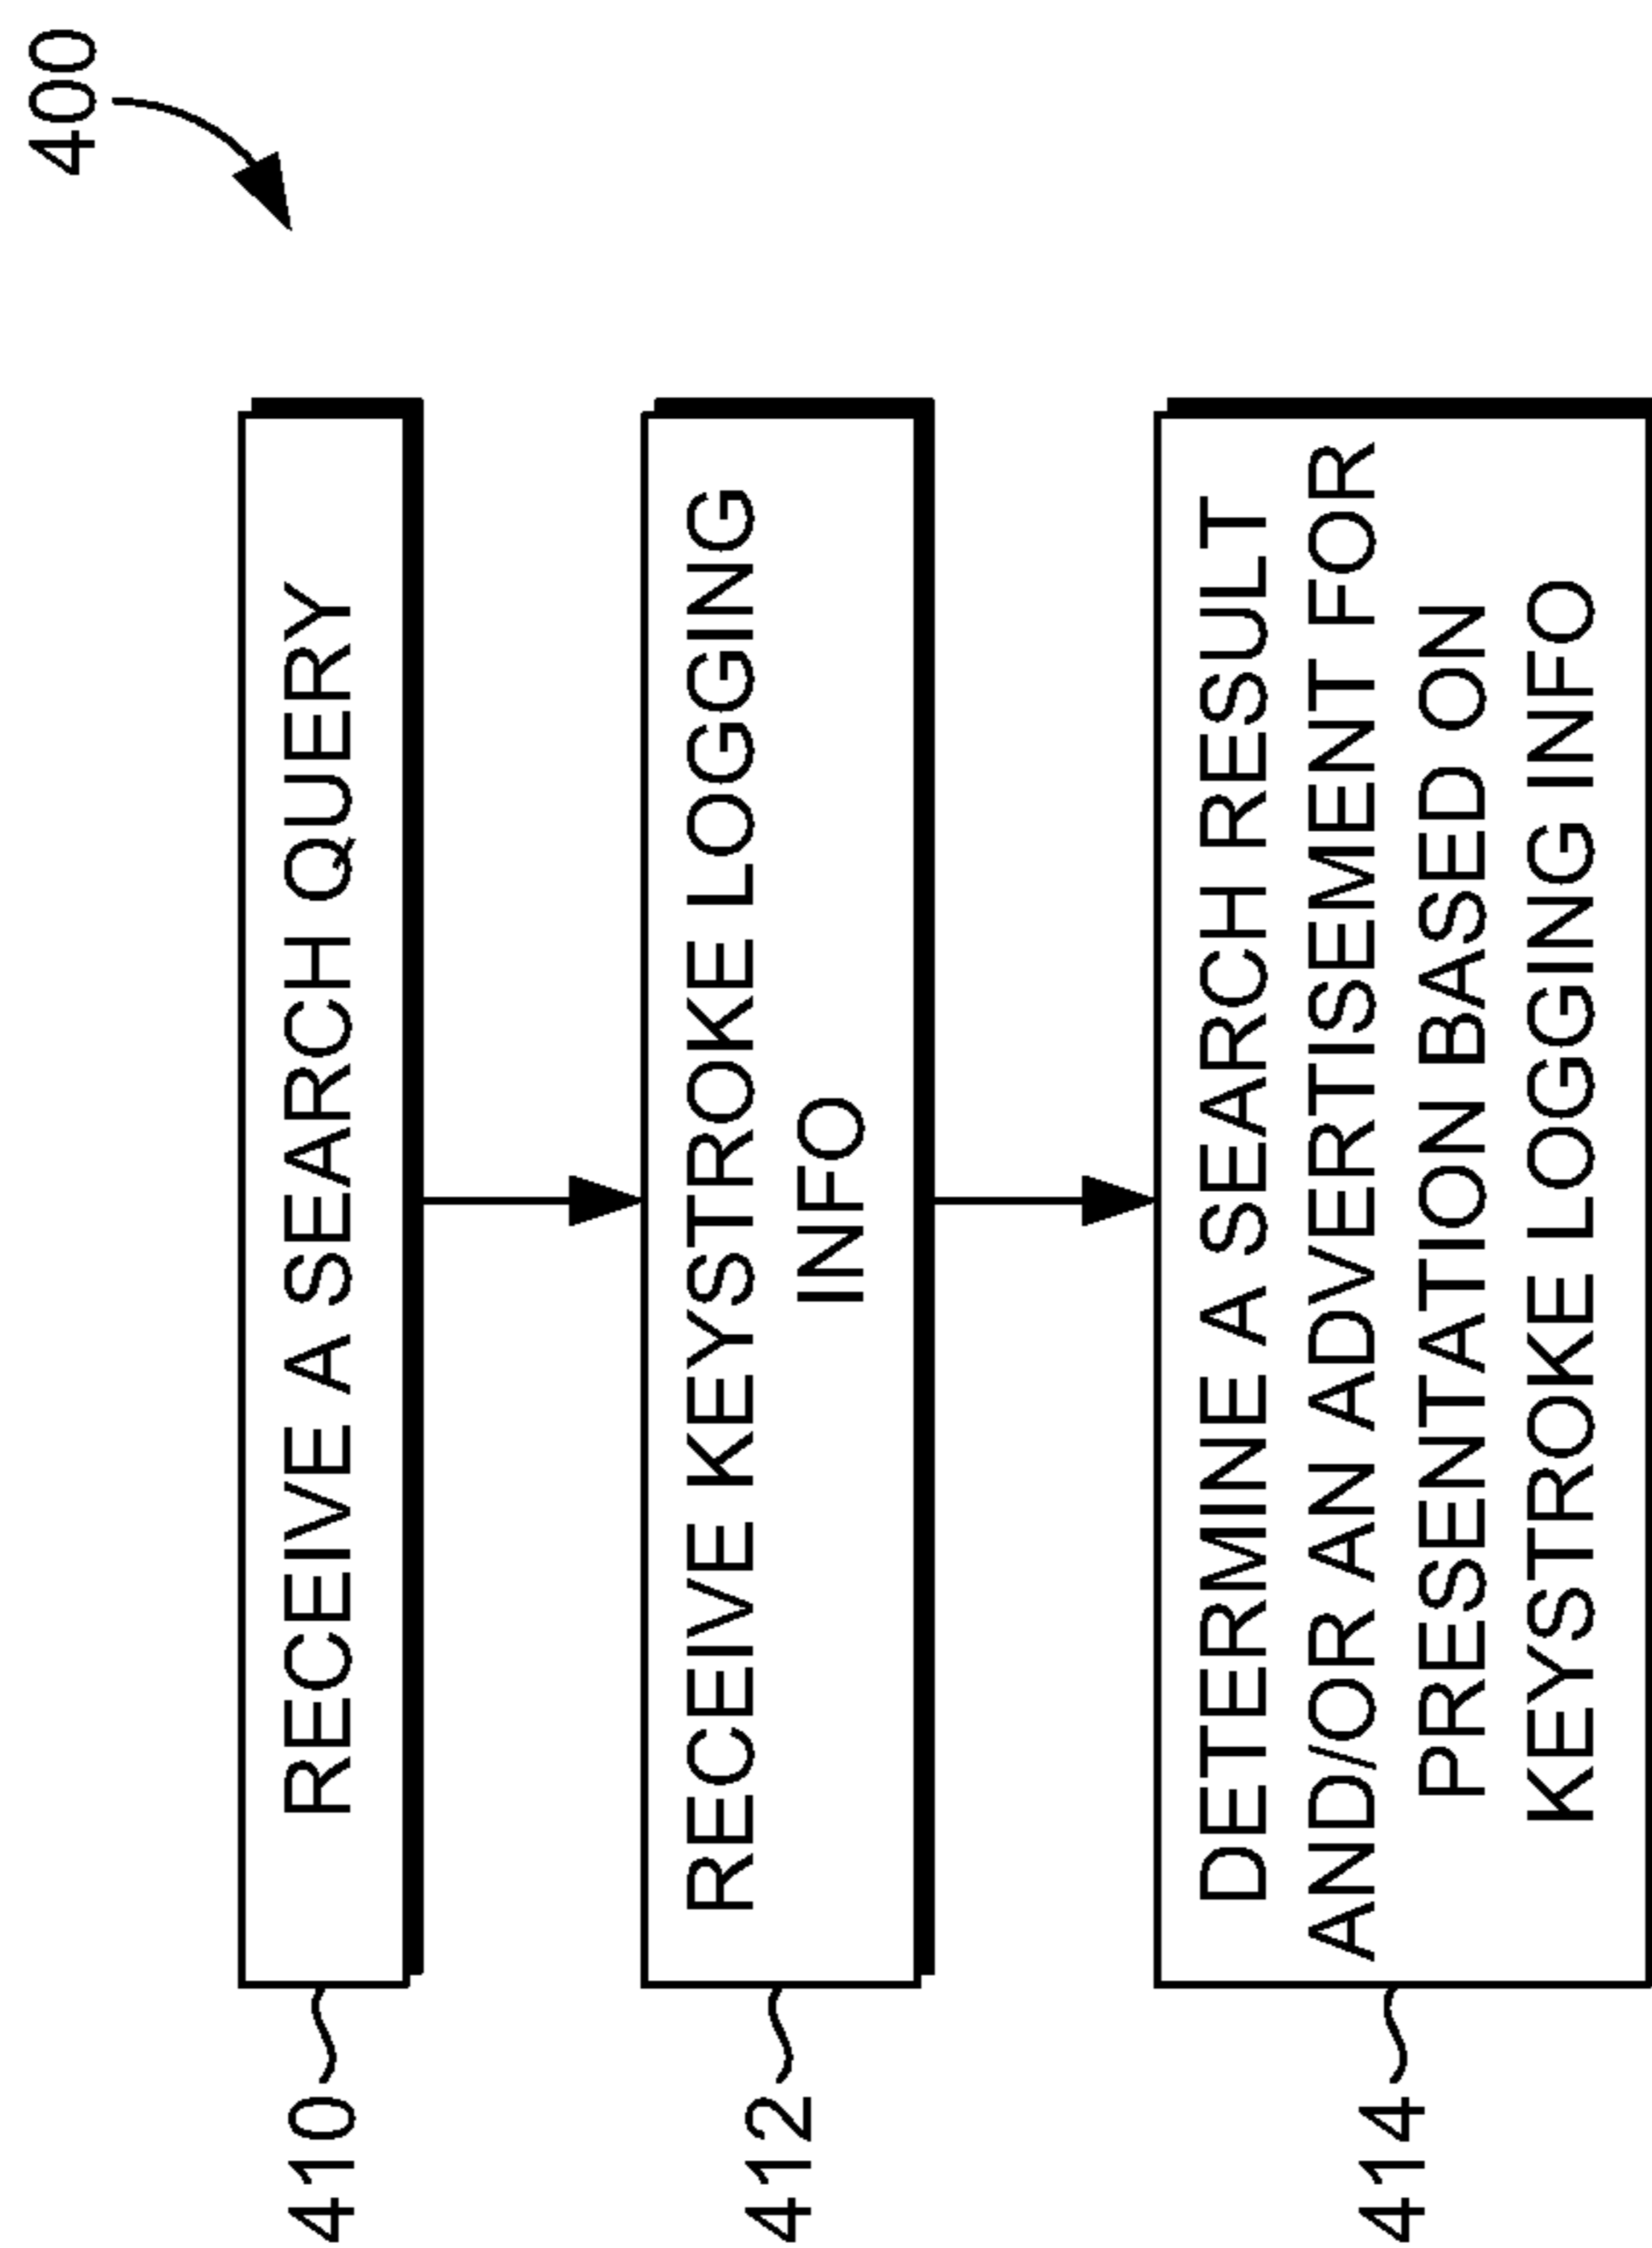 400
410
RECEIVE A SEARCH QUERY
412
RECEIVE KEYSTROKE LOGGING
INFO
414
DETERMINE A SEARCH RESULT
AND/OR AN ADVERTISEMENT FOR
PRESENTATION BASED ON
KEYSTROKE LOGGING INFO